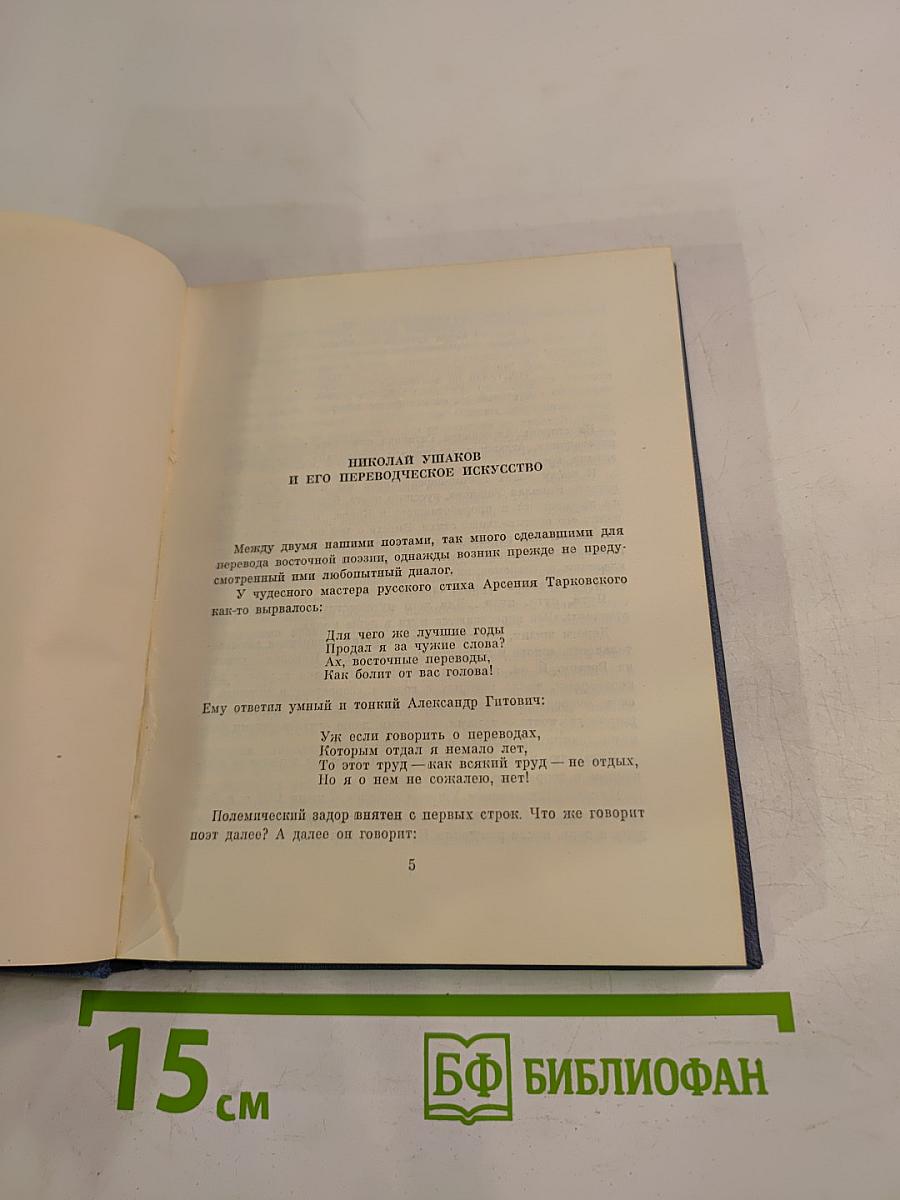 НИКОЛАЙ УШАКОВ
И ЕГО ПЕРЕВОДЧЕСКОЕ ИСКУССТВО
Между двумя нашими поэтами, так много сделавшими для
перевода восточной поэзии, однажды возник прежде не преду-
смотренный ими любопытный диалог.
У чудесного мастера русского стиха Арсения Тарковского
как-то вырвалось:
Для чего же лучшие годы
Продал я за чужие слова?
Ах, восточные переводы,
Как болит от вас голова!
Ему ответил умный и тонкий Александр Гитович:
Уж если говорить о переводах,
Которым отдал я немало лет,
То этот труд — как всякий труд — не отдых,
Но я о нем не сожалею, нет!
Полемический задор внятен с первых строк. Что же говорит
поэт далее? А далее он говорит:
5
15 см
БФ БИБЛИОФАН